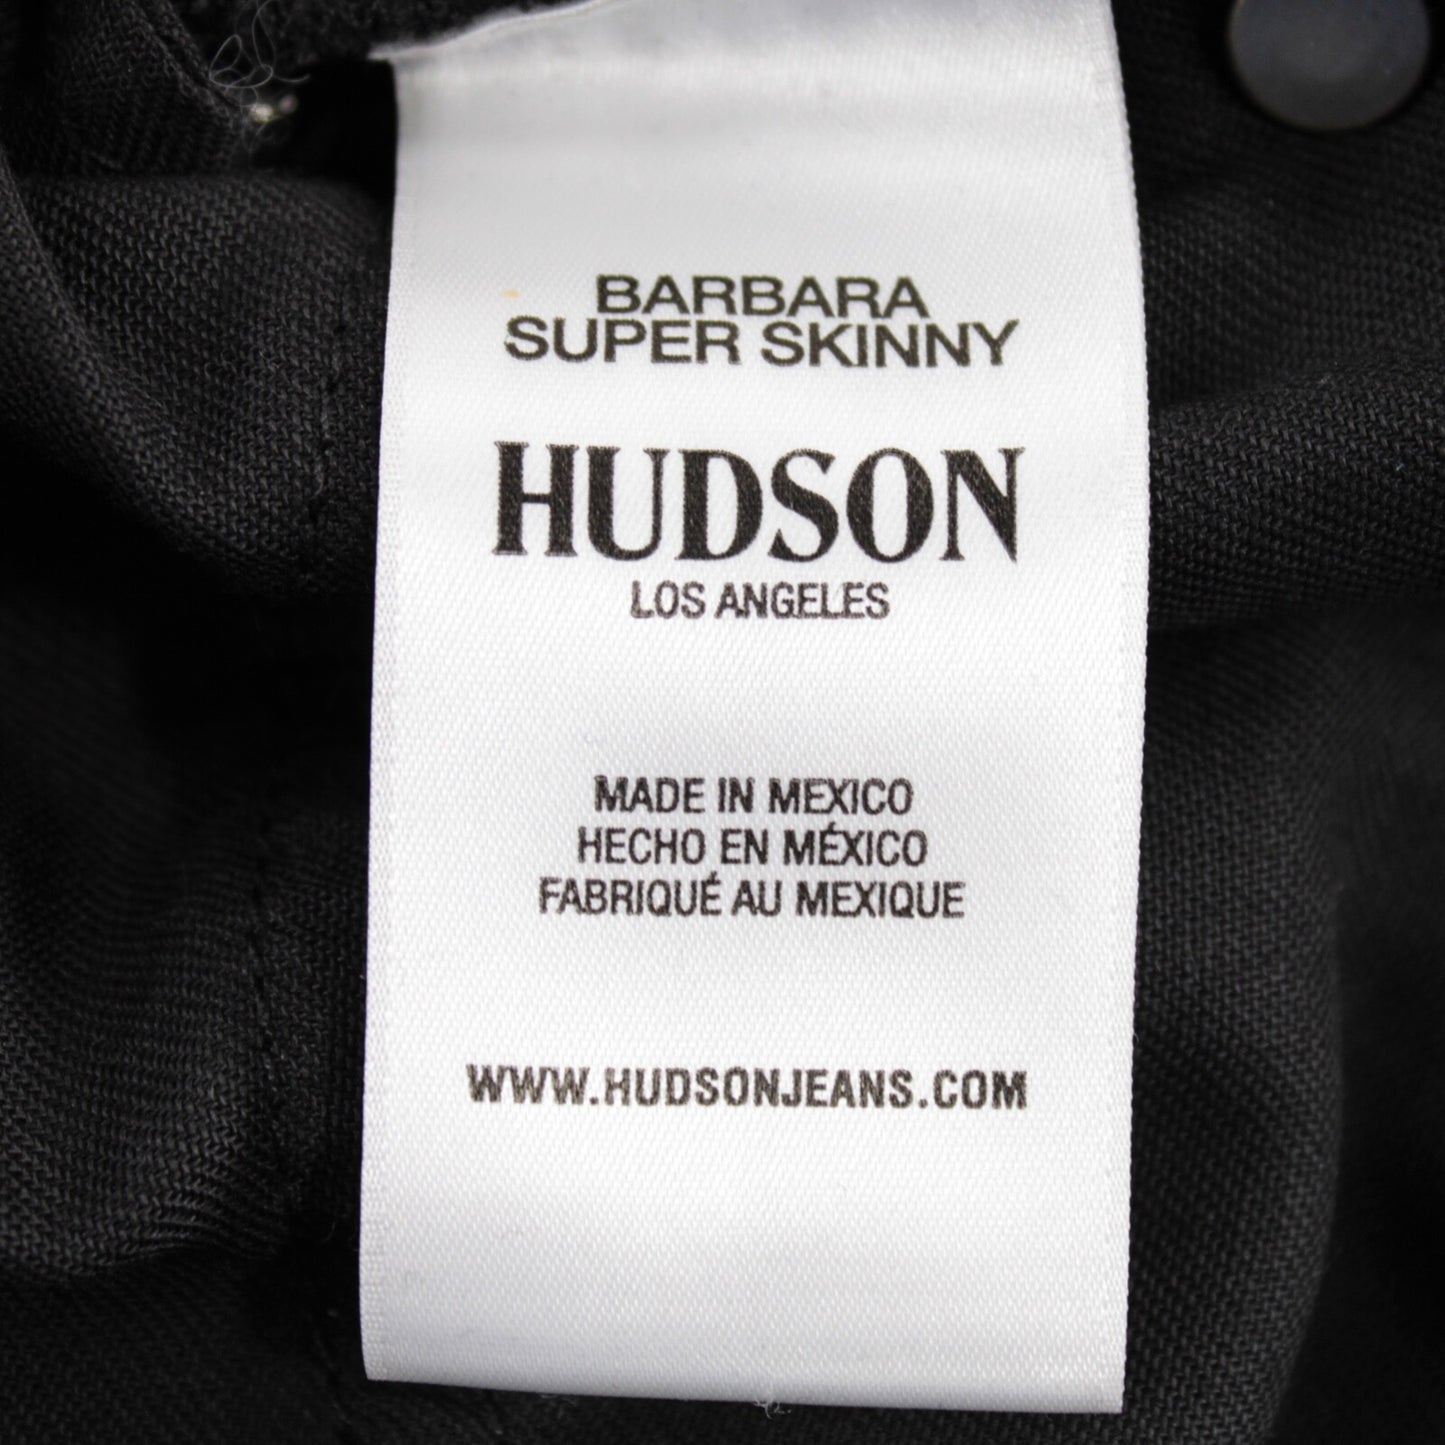 BARBARA
SUPER SKINNY
HUDSON
LOS ANGELES
MADE IN MEXICO
HECHO EN MÉXICO
FABRIQUÉ AU MEXIQUE
WWW.HUDSONJEANS.COM